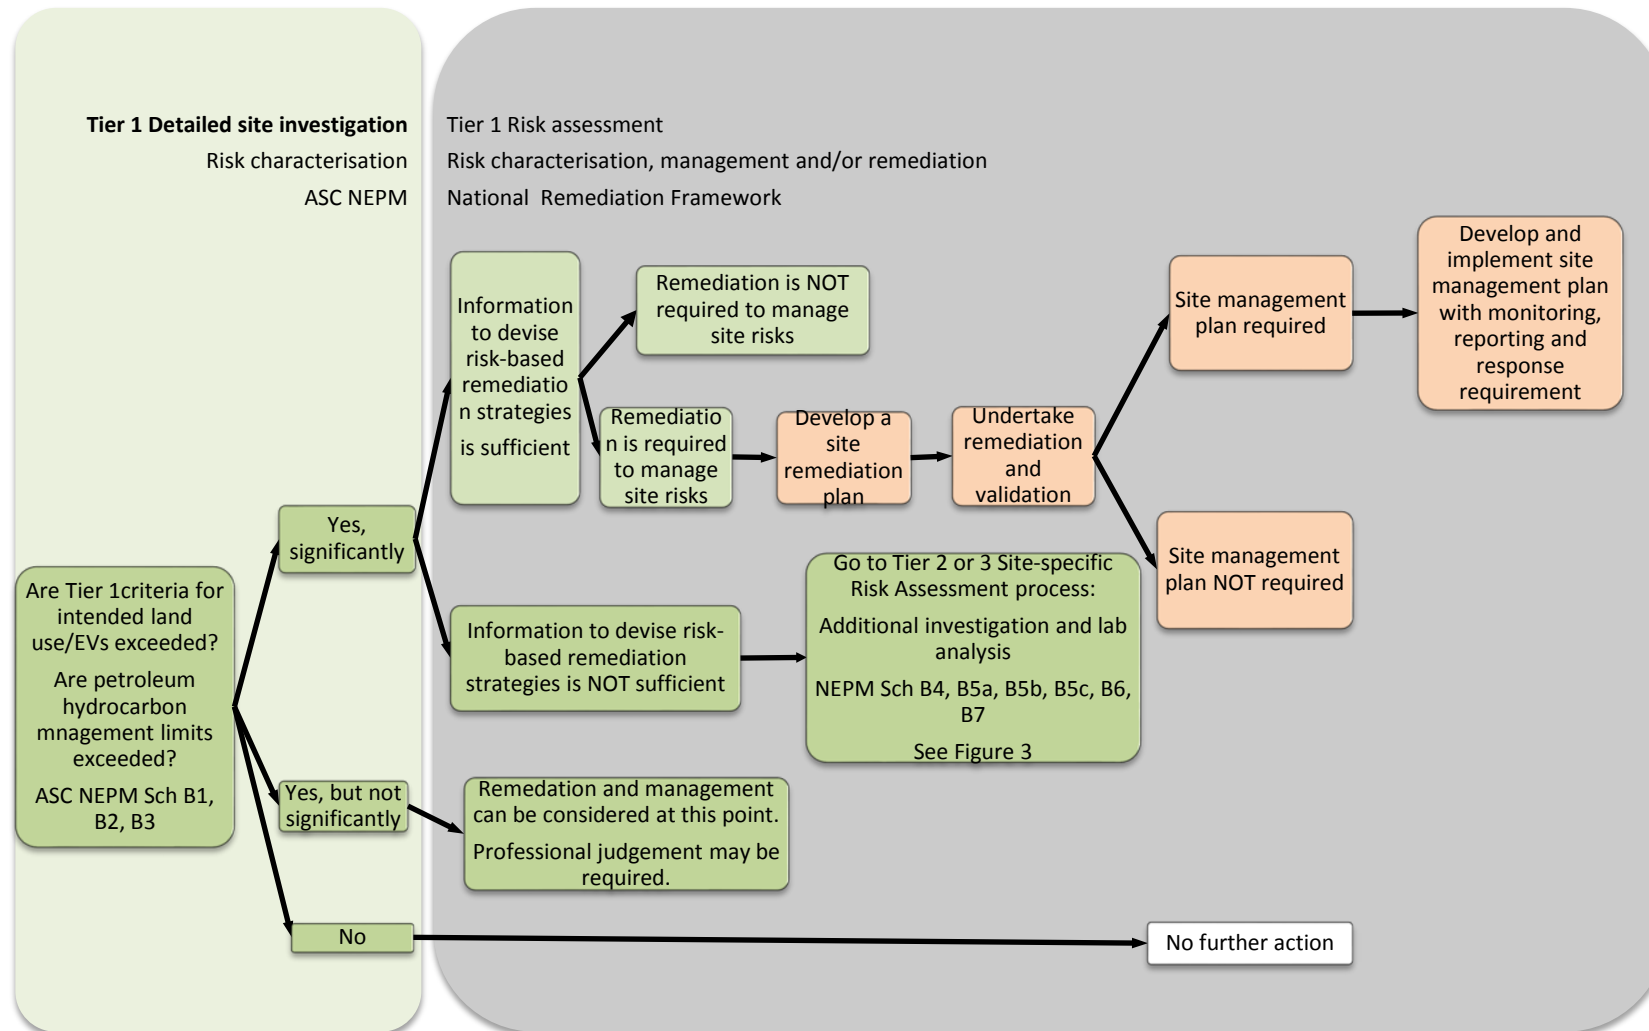 Tier 1 Detailed site investigation
Risk characterisation
ASC NEPM
Tier 1 Risk assessment
Risk characterisation, management and/or remediation
National Remediation Framework
Are Tier 1criteria for
intended land
use/EVs exceeded?
Are petroleum
hydrocarbon
mnagement limits
exceeded?
ASC NEPM Sch B1,
B2, B3
Yes,
significantly
Yes, but not
significantly
No
Information
to devise
risk-based
remediatio
n strategies
is sufficient
Remediation is NOT
required to manage
site risks
Remediatio
n is required
to manage
site risks
Develop a
site
remediation
plan
Undertake
remediation
and
validation
Site management
plan required
Develop and
implement site
management plan
with monitoring,
reporting and
response
requirement
Site management
plan NOT required
Information to devise risk-
based remediation
strategies is NOT sufficient
Go to Tier 2 or 3 Site-specific
Risk Assessment process:
Additional investigation and lab
analysis
NEPM Sch B4, B5a, B5b, B5c, B6,
B7
See Figure 3
Remedation and management
can be considered at this point.
Professional judgement may be
required.
No further action